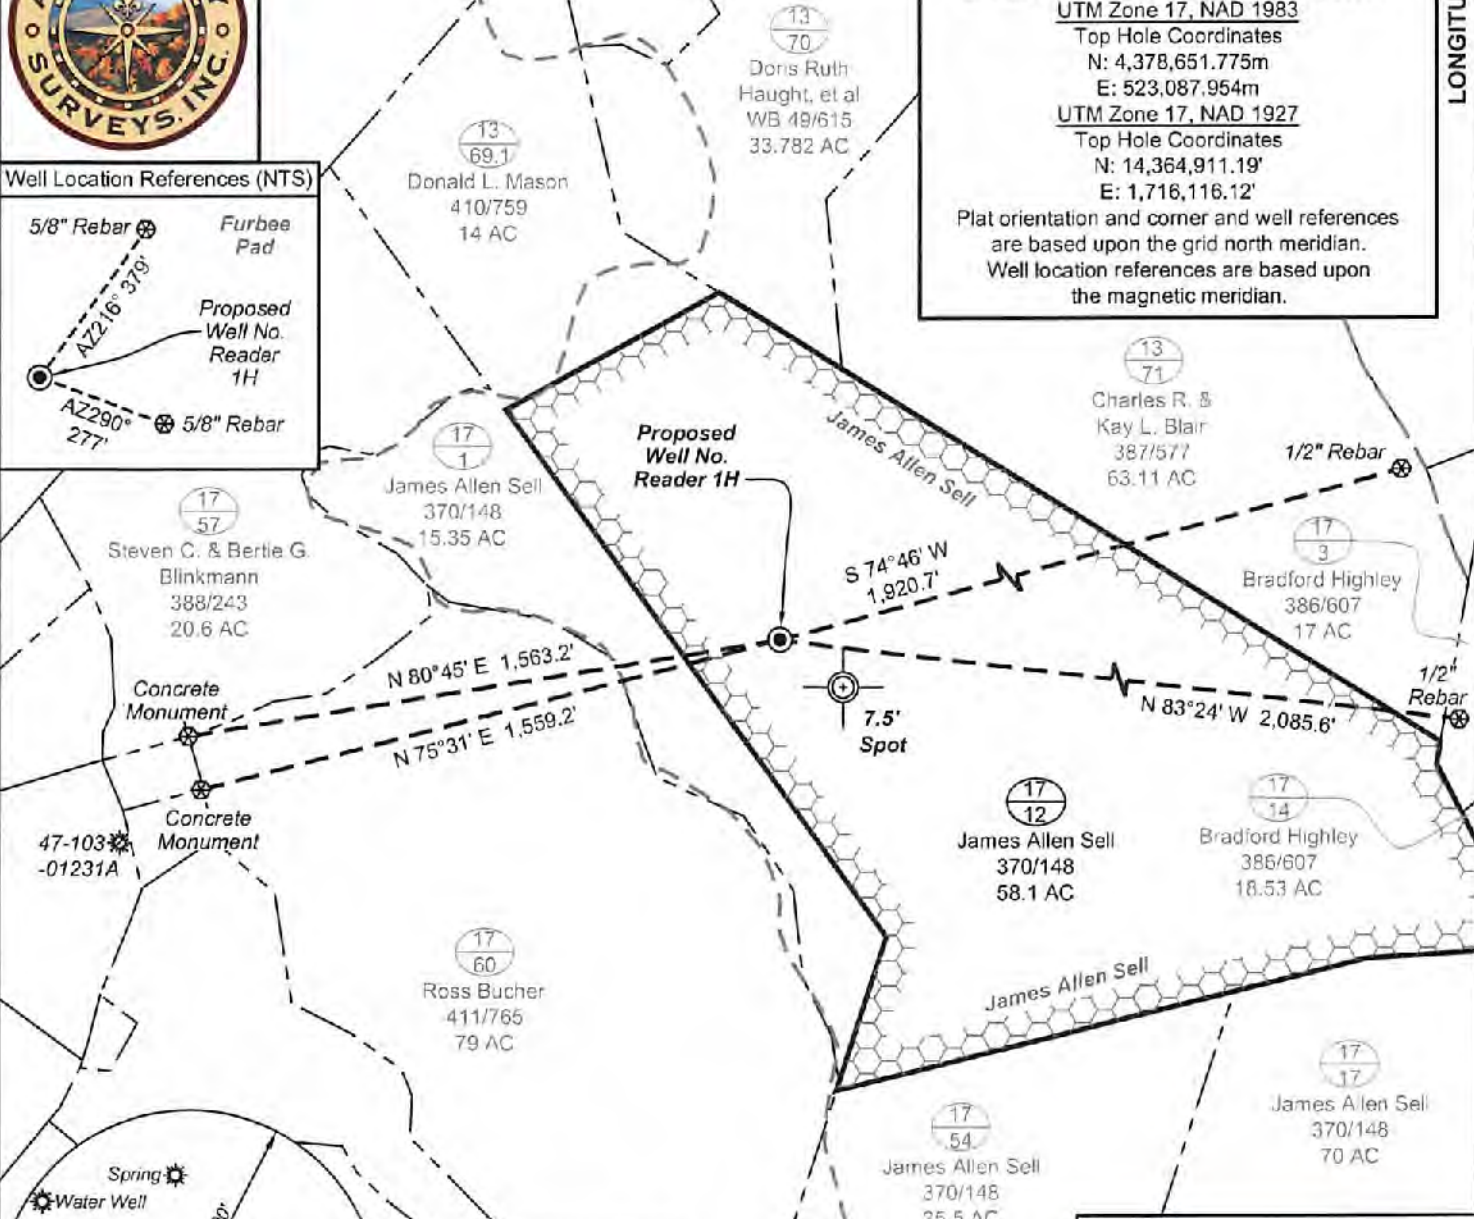 SURVEYS, INC.
Well Location References (NTS)
5/8" Rebar
Furbee
Pad
AZ216° 379'
Proposed
Well No.
Reader
1H
AZ290°
277'
5/8" Rebar
13
69.1
Donald L. Mason
410/759
14 AC
13
70
Doris Ruth
Haught, et al
WB 49/615
33.782 AC
UTM Zone 17, NAD 1983
Top Hole Coordinates
N: 4,378,651.775m
E: 523,087.954m
UTM Zone 17, NAD 1927
Top Hole Coordinates
N: 14,364,911.19'
E: 1,716,116.12'
Plat orientation and corner and well references
are based upon the grid north meridian.
Well location references are based upon
the magnetic meridian.
13
71
Charles R. &
Kay L. Blair
387/577
63.11 AC
1/2" Rebar
17
3
Bradford Highley
386/607
17 AC
1/2"
Rebar
17
1
James Allen Sell
370/148
15.35 AC
17
57
Steven C. & Bertie G.
Blinkmann
388/243
20.6 AC
Proposed
Well No.
Reader 1H
James Allen Sell
S 74°46' W
1,920.7'
N 80°45' E 1,563.2'
N 75°31' E 1,559.2'
N 83°24' W 2,085.6'
7.5'
Spot
Concrete
Monument
Concrete
Monument
47-103
-01231A
17
12
James Allen Sell
370/148
58.1 AC
17
14
Bradford Highley
386/607
18.53 AC
17
60
Ross Bucher
411/765
79 AC
James Allen Sell
17
54
James Allen Sell
370/148
17
17
James Allen Sell
370/148
70 AC
Spring
Water Well